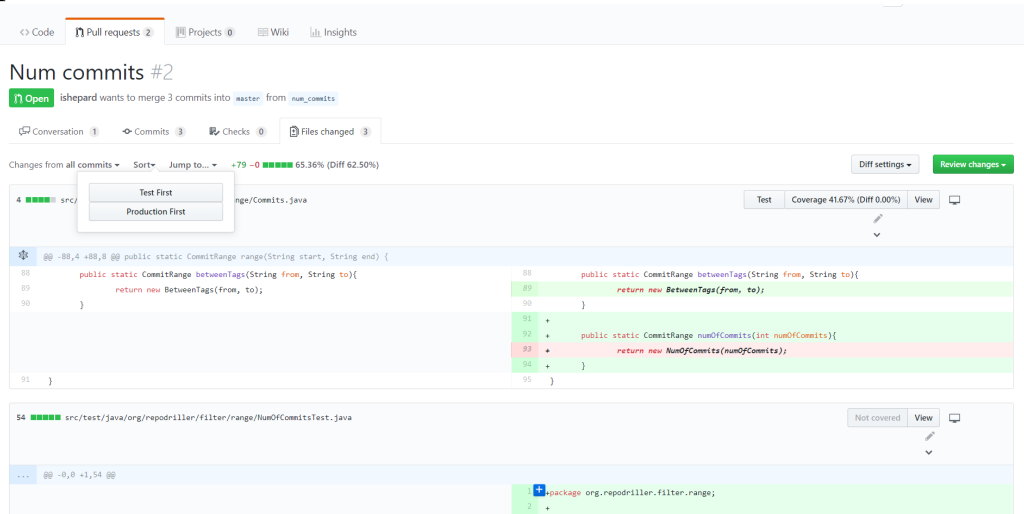 Code Pull requests 2 Projects 0 Wiki Insights
Num commits #2
Open ishepard wants to merge 3 commits into master from num_commits
Conversation 1 Commits 3 Checks 0 Files changed 3
Changes from all commits Sort Jump to... +79 −0 65.36% (Diff 62.50%) Diff settings Review changes
Test First
Production First
4 src/ nge/Commits.java Test Coverage 41.67% (Diff 0.00%) View
@@ -88,4 +88,8 @@ public static CommitRange range(String start, String end) {
88 public static CommitRange betweenTags(String from, String to){ 88 public static CommitRange betweenTags(String from, String to){
89 return new BetweenTags(from, to); 89 return new BetweenTags(from, to);
90 } 90 }
91 +
92 + public static CommitRange numOfCommits(int numOfCommits){
93 + return new NumOfCommits(numOfCommits);
94 + }
91 } 95 }
54 src/test/java/org/repodriller/filter/range/NumOfCommitsTest.java Not covered View
... @@ -0,0 +1,54 @@
1 +package org.repodriller.filter.range;
2 +